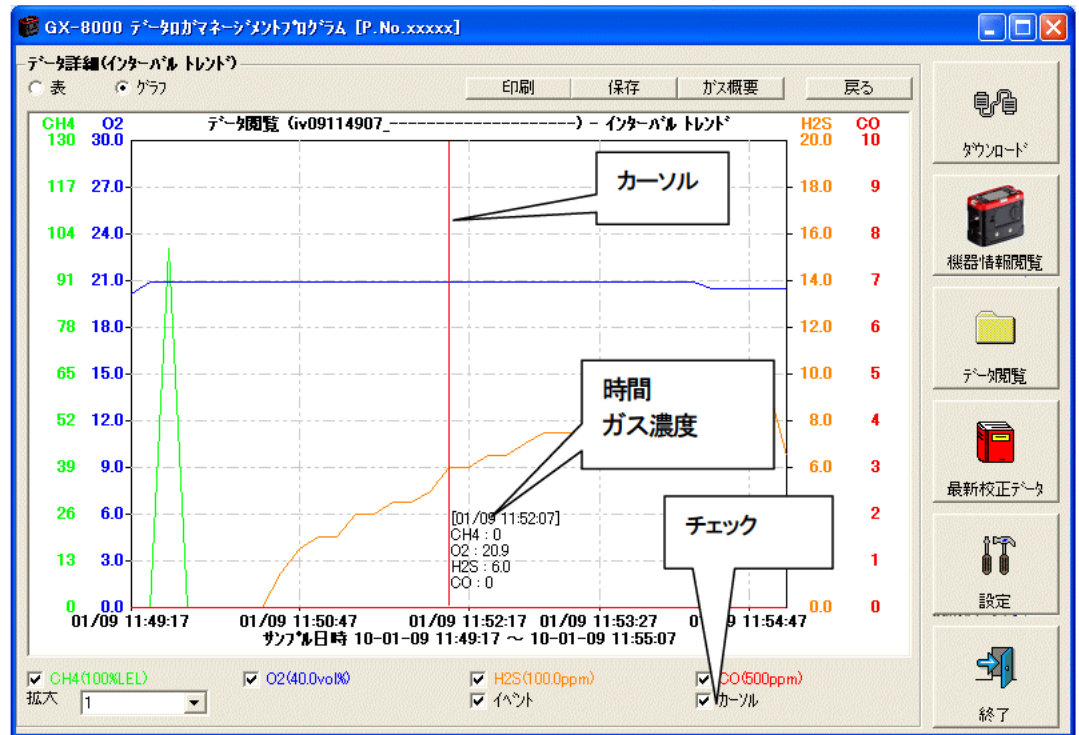 GX-8000 データロガマネージメントプログラム [P.No.xxxxx]
データ詳細(インターバル トレンド)
表 グラフ 印刷 保存 ガス概要 戻る
CH4 O2 データ閲覧 (iv09114907_--------------------) - インターバル トレンド H2S CO
130 30.0 20.0 10
117 27.0 18.0 9
104 24.0 16.0 8
91 21.0 14.0 7
78 18.0 12.0 6
65 15.0 10.0 5
52 12.0 8.0 4
39 9.0 6.0 3
26 6.0 2
13 3.0 1
0 0.0 0.0 0
カーソル
時間
ガス濃度
チェック
[01/09 11:52:07]
CH4 : 0
O2 : 20.9
H2S : 6.0
CO : 0
01/09 11:49:17 01/09 11:50:47 01/09 11:52:17 01/09 11:53:27 9 11:54:47
サンプル日時 10-01-09 11:49:17 ～ 10-01-09 11:55:07
CH4(100%LEL) O2(40.0vol%) H2S(100.0ppm) CO(500ppm)
拡大 1 イベント カーソル
ダウンロード
機器情報閲覧
データ閲覧
最新校正データ
設定
終了